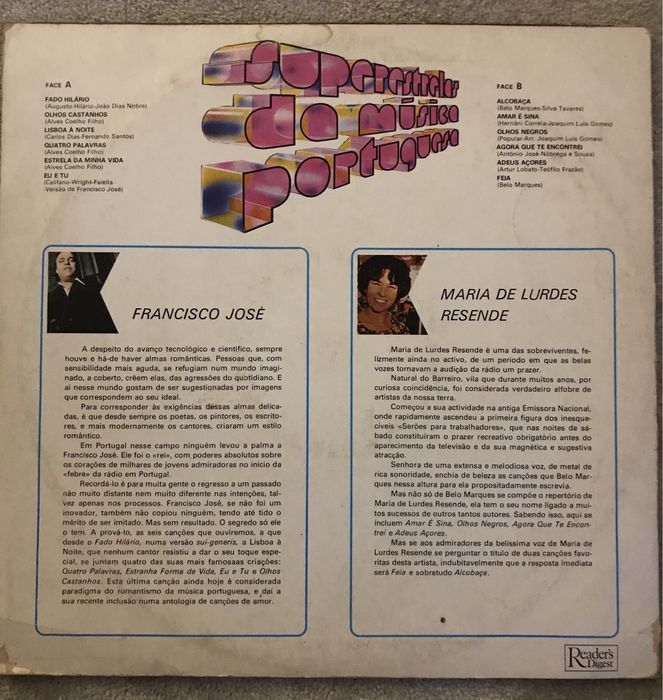 Superestrelas
da música
portuguesa
FACE A
FADO HILÁRIO
(Augusto-Hilário-João Dias Nobre)
OLHOS CASTANHOS
(Alves Coelho Filho)
LISBOA À NOITE
(Carlos Dias-Fernando Santos)
QUATRO PALAVRAS
(Alves Coelho Filho)
ESTRELA DA MINHA VIDA
(Alves Coelho Filho)
EU E TU
(Califano-Wright-Faiella-
-Versão de Francisco José)
FACE B
ALCOBAÇA
(Belo Marques-Silva Tavares)
AMAR É SINA
(Hernâni Correia-Joaquim Luís Gomes)
OLHOS NEGROS
(Popular-Arr. Joaquim Luís Gomes)
AGORA QUE TE ENCONTREI
(António José-Nóbrega e Sousa)
ADEUS AÇORES
(Artur Lobato-Teófilo Frazão)
FEIA
(Belo Marques)
FRANCISCO JOSÉ
A despeito do avanço tecnológico e científico, sempre
houve e há-de haver almas românticas. Pessoas que, com
sensibilidade mais aguda, se refugiam num mundo imagi-
nado, a coberto, crêem elas, das agressões do quotidiano. E
aí nesse mundo gostam de ser sugestionadas por imagens
que correspondem ao seu ideal.
Para corresponder às exigências dessas almas delica-
das, é que desde sempre os poetas, os pintores, os escrito-
res, e mais modernamente os cantores, criaram um estilo
romântico.
Em Portugal nesse campo ninguém levou a palma a
Francisco José. Ele foi o «rei», com poderes absolutos sobre
os corações de milhares de jovens admiradoras no início da
«febre» da rádio em Portugal.
Recordá-lo é para muita gente o regresso a um passado
não muito distante nem muito diferente nas intenções, tal-
vez apenas nos processos. Francisco José, se não foi um
inovador, também não copiou ninguém, tendo até tido o
mérito de ser imitado. Mas sem resultado. O segredo só ele
o tem. A prová-lo, as seis canções que ouviremos, a que
desde o Fado Hilário, numa versão sui-generis, a Lisboa à
Noite, que nenhum cantor resistiu a dar o seu toque espe-
cial, se juntam quatro das suas mais famosaas criações:
Quatro Palavras, Estranha Forma de Vida, Eu e Tu e Olhos
Castanhos. Esta última canção ainda hoje é considerada
paradigma do romantismo da música portuguesa, e daí a
sua recente inclusão numa antologia de canções de amor.
MARIA DE LURDES
RESENDE
Maria de Lurdes Resende é uma das sobreviventes, fe-
lizmente ainda no activo, de um período em que as belas
vozes tornavam a audição da rádio um prazer.
Natural do Barreiro, vila que durante muitos anos, por
curiosa coincidência, foi considerada verdadeiro alfobre de
artistas da nossa terra.
Começou a sua actividade na antiga Emissora Nacional,
onde rapidamente ascendeu a primeira figura dos inesque-
cíveis «Serões para trabalhadores», que nas noites de sá-
bado constituíram o prazer recreativo obrigatório antes do
aparecimento da televisão e da sua magnética e sugestiva
atracção.
Senhora de uma extensa e melodiosa voz, de metal de
rica sonoridade, enchia de beleza as canções que Belo Mar-
ques nessa altura para ela propositadamente escrevia.
Mas não só de Belo Marques se compõe o repertório de
Maria de Lurdes Resende, ela tem o seu nome ligado a mui-
tos sucessos de outros tantos autores. Sabendo isso, aqui se
incluem Amar É Sina, Olhos Negros, Agora Que Te Encon-
trei e Adeus Açores.
Mas se aos admiradores da belíssima voz de Maria de
Lurdes Resende se perguntar o título de duas canções favo-
ritas desta artista, indubitavelmente que a resposta imediata
será Feia e sobretudo Alcobaça.
Reader's
Digest